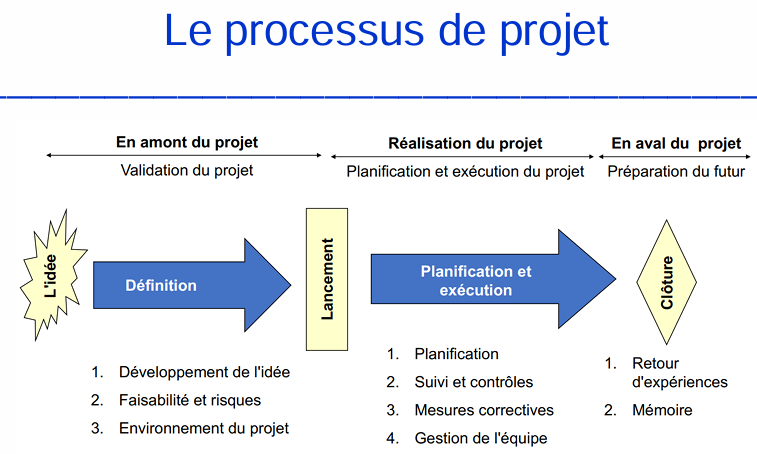 Le processus de projet
En amont du projet
Validation du projet
Réalisation du projet
Planification et exécution du projet
En aval du projet
Préparation du futur
L'idée
Définition
Lancement
Planification et
exécution
Clôture
1. Développement de l'idée
2. Faisabilité et risques
3. Environnement du projet
1. Planification
2. Suivi et contrôles
3. Mesures correctives
4. Gestion de l'équipe
1. Retour
d'expériences
2. Mémoire